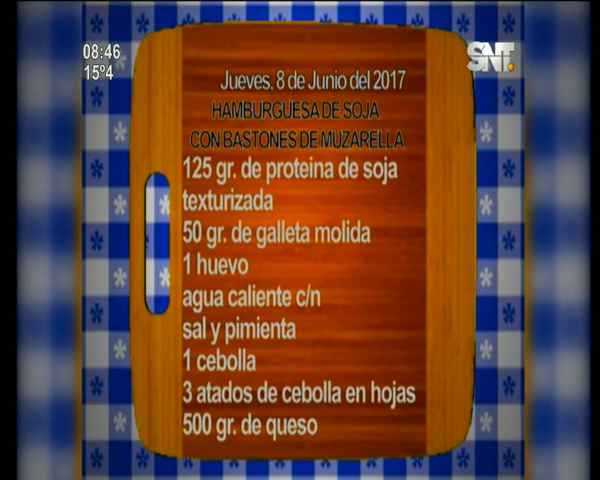 08:46
15°4
SNT.
Jueves, 8 de Junio del 2017
HAMBURGUESA DE SOJA
CON BASTONES DE MUZARELLA
125 gr. de proteina de soja
texturizada
50 gr. de galleta molida
1 huevo
agua caliente c/n
sal y pimienta
1 cebolla
3 atados de cebolla en hojas
500 gr. de queso